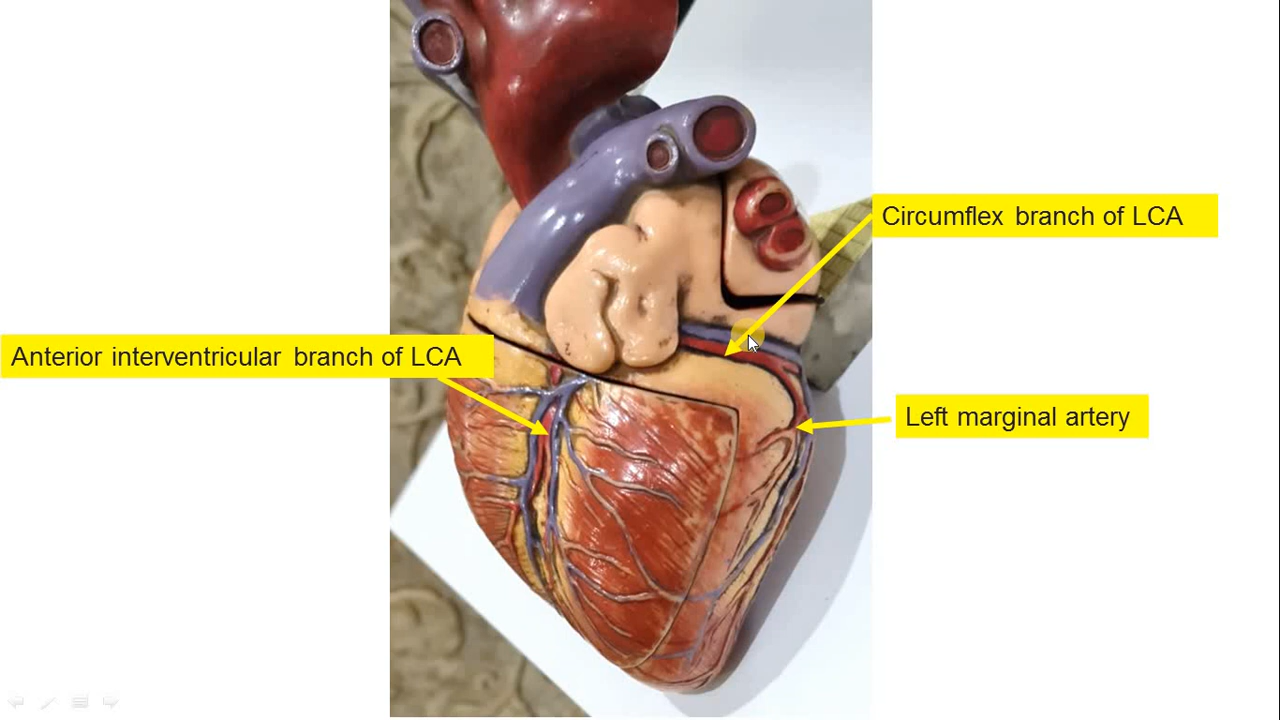 Circumflex branch of LCA
Anterior interventricular branch of LCA
Left marginal artery